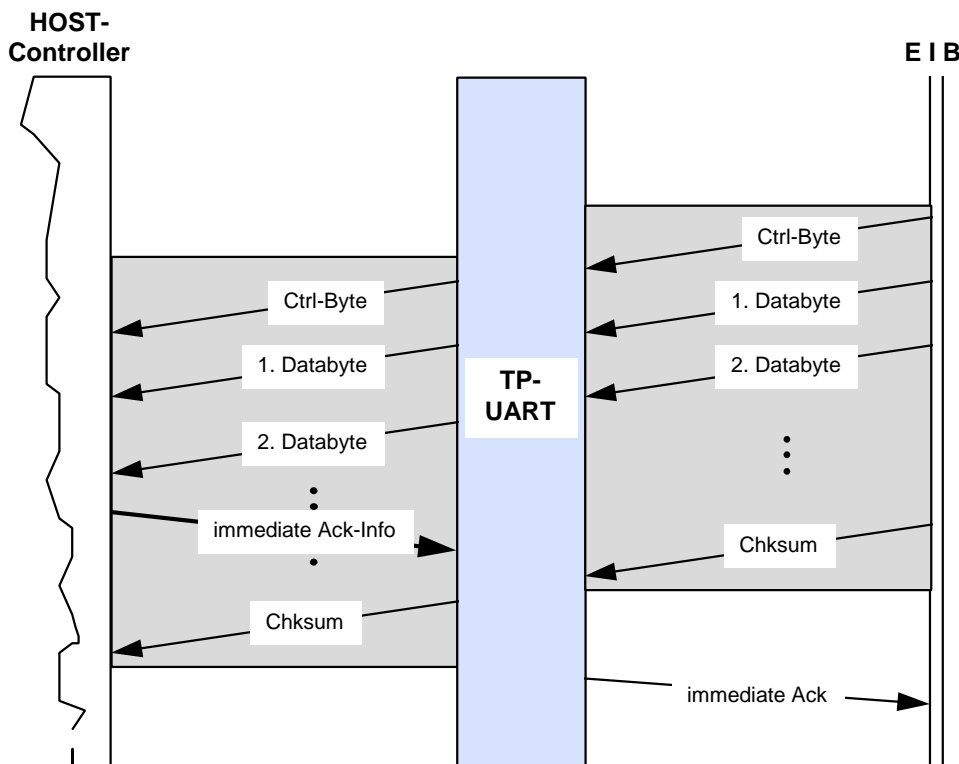 HOST-
Controller
E I B
Ctrl-Byte
Ctrl-Byte
1. Databyte
1. Databyte
2. Databyte
TP-
UART
2. Databyte
immediate Ack-Info
Chksum
Chksum
immediate Ack